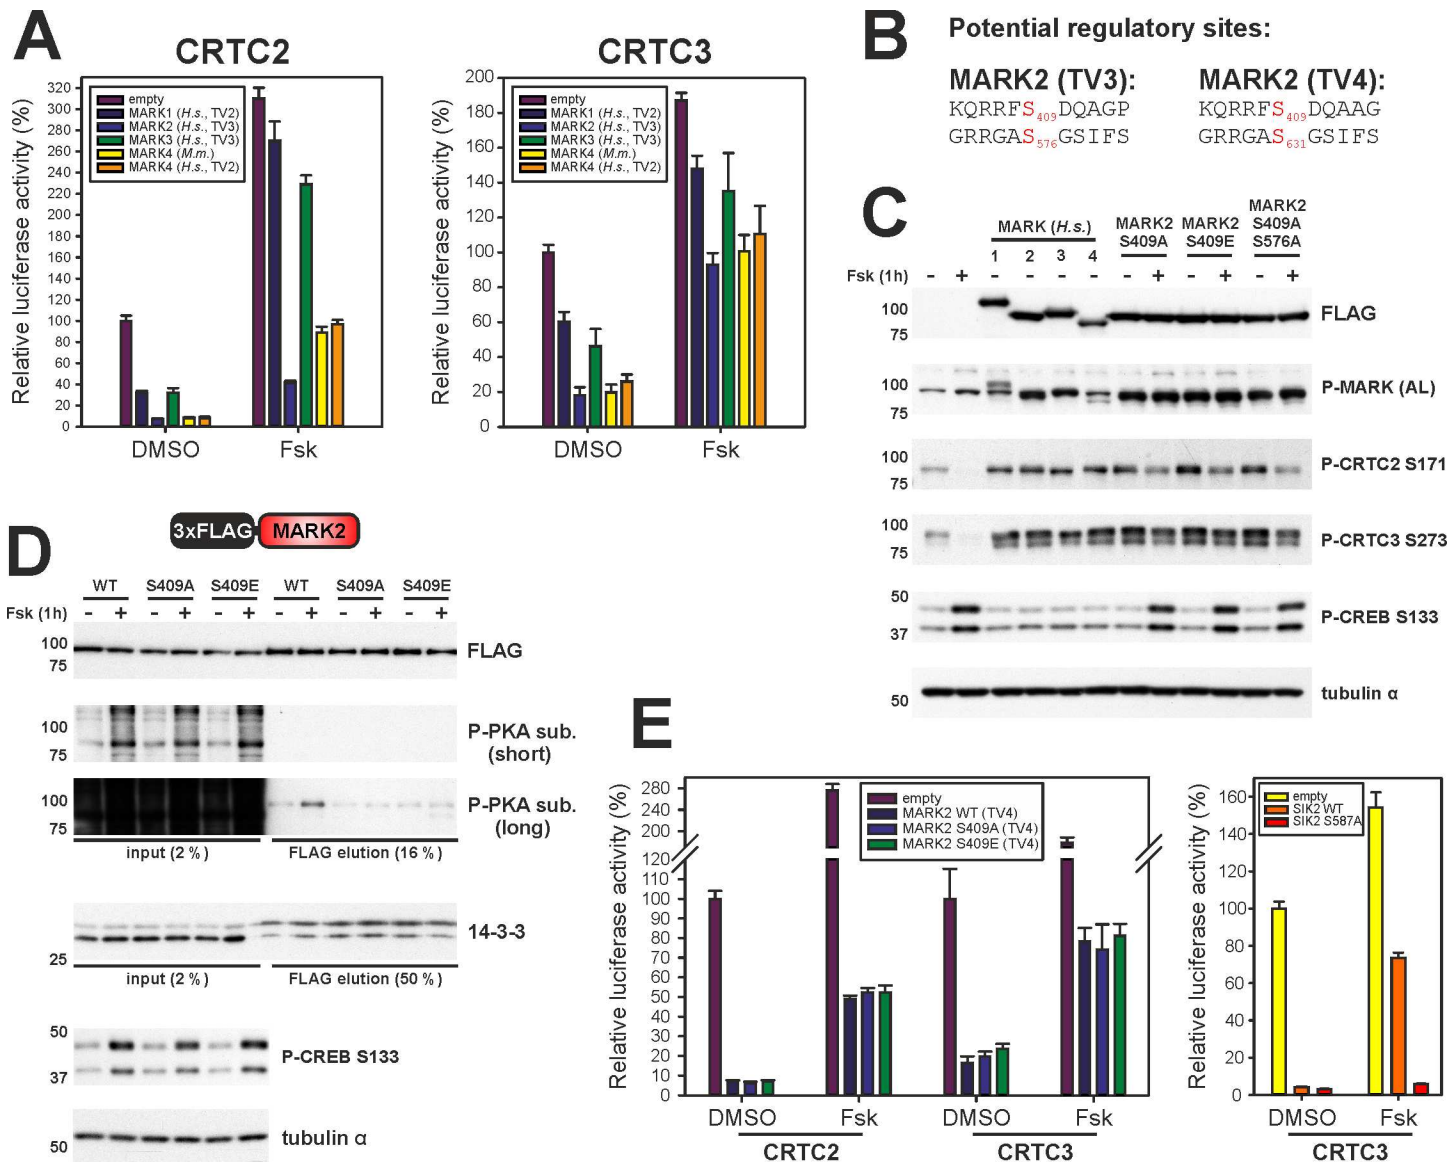 A
CRTC2
Relative luciferase activity (%)
320
300
280
260
240
220
200
180
160
140
120
100
80
60
40
20
0
empty
MARK1 (H.s., TV2)
MARK2 (H.s., TV3)
MARK3 (H.s., TV3)
MARK4 (M.m.)
MARK4 (H.s., TV2)
DMSO Fsk
CRTC3
Relative luciferase activity (%)
200
180
160
140
120
100
80
60
40
20
0
empty
MARK1 (H.s., TV2)
MARK2 (H.s., TV3)
MARK3 (H.s., TV3)
MARK4 (M.m.)
MARK4 (H.s., TV2)
DMSO Fsk
B
Potential regulatory sites:
MARK2 (TV3):
KQRRFS409DQAGP
GRRGAS576GSIFS
MARK2 (TV4):
KQRRFS409DQAAG
GRRGAS631GSIFS
C
MARK (H.s.)
1 2 3 4
MARK2
S409A
MARK2
S409E
MARK2
S409A
S576A
Fsk (1h) - + - + - + - +
100
75
FLAG
100
75
P-MARK (AL)
100
75
P-CRTC2 S171
100
75
P-CRTC3 S273
50
37
P-CREB S133
50
tubulin α
D
3xFLAG MARK2
WT S409A S409E WT S409A S409E
Fsk (1h) - + - + - + - + - + - +
100
75
FLAG
100
75
P-PKA sub.
(short)
100
75
P-PKA sub.
(long)
input (2 %) FLAG elution (16 %)
25
14-3-3
input (2 %) FLAG elution (50 %)
50
37
P-CREB S133
50
tubulin α
E
Relative luciferase activity (%)
280
240
200
120
100
90
80
70
60
50
40
30
20
10
0
empty
MARK2 WT (TV4)
MARK2 S409A (TV4)
MARK2 S409E (TV4)
DMSO Fsk DMSO Fsk
CRTC2 CRTC3
Relative luciferase activity (%)
160
140
120
100
80
60
40
20
0
empty
SIK2 WT
SIK2 S587A
DMSO Fsk
CRTC3